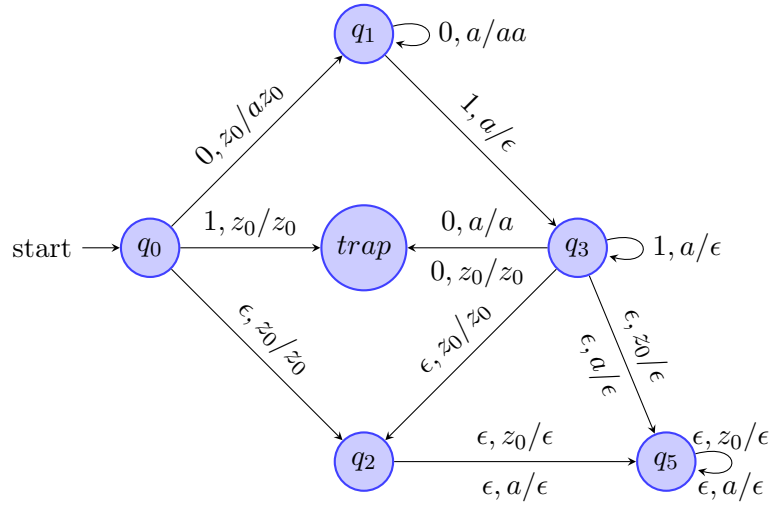 q₁
0, a/aa
0, z₀/az₀
1, a/ϵ
start
q₀
1, z₀/z₀
trap
0, a/a
0, z₀/z₀
q₃
1, a/ϵ
ϵ, z₀/z₀
ϵ, z₀/z₀
ϵ, z₀/ϵ
ϵ, a/ϵ
q₂
ϵ, z₀/ϵ
ϵ, a/ϵ
q₅
ϵ, z₀/ϵ
ϵ, a/ϵ